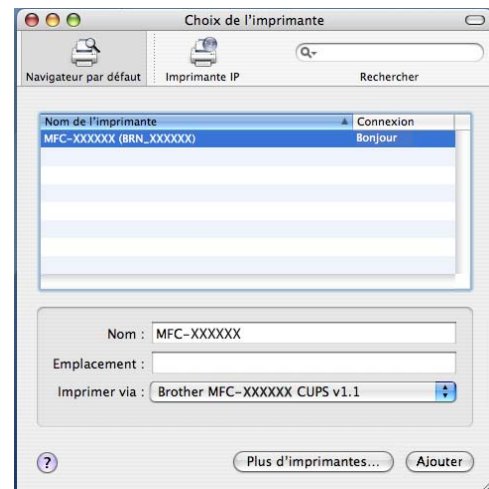 Choix de l'imprimante
Navigateur par défaut
Imprimante IP
Rechercher
Nom de l'imprimante Connexion
MFC-XXXXXX (BRN_XXXXXX) Bonjour
Nom : MFC-XXXXXX
Emplacement :
Imprimer via : Brother MFC-XXXXXX CUPS v1.1
? Plus d'imprimantes... Ajouter